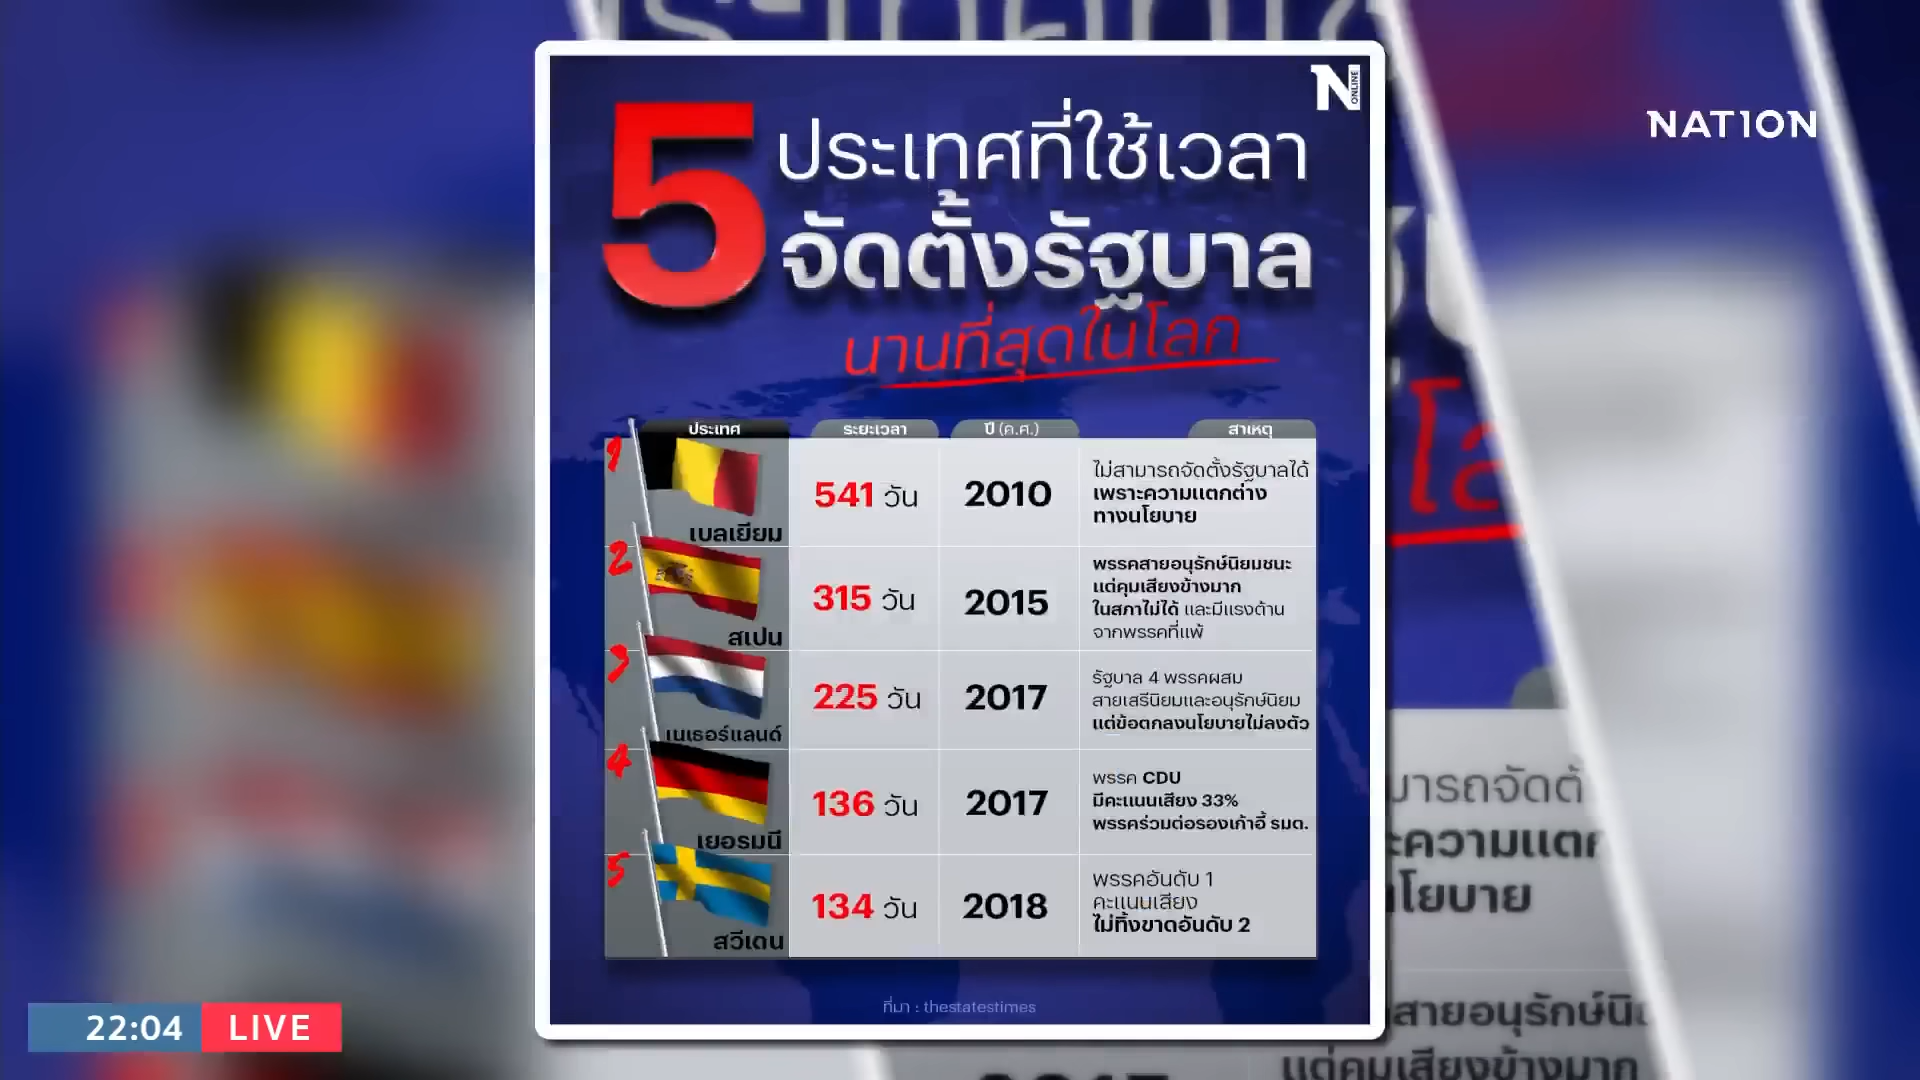 N ONLINE
NATION
5 ประเทศที่ใช้เวลา
จัดตั้งรัฐบาล
นานที่สุดในโลก
ประเทศ ระยะเวลา ปี (ค.ศ.) สาเหตุ
1
เบลเยียม
541 วัน
2010
ไม่สามารถจัดตั้งรัฐบาลได้
เพราะความแตกต่าง
ทางนโยบาย
2
สเปน
315 วัน
2015
พรรคสายอนุรักษ์นิยมชนะ
แต่คุมเสียงข้างมาก
ในสภาไม่ได้ และมีแรงต้าน
จากพรรคที่แพ้
3
เนเธอร์แลนด์
225 วัน
2017
รัฐบาล 4 พรรคผสม
สายเสรีนิยมและอนุรักษ์นิยม
แต่ข้อตกลงนโยบายไม่ลงตัว
4
เยอรมนี
136 วัน
2017
พรรค CDU
มีคะแนนเสียง 33%
พรรคร่วมต่อรองเก้าอี้ รมต.
5
สวีเดน
134 วัน
2018
พรรคอันดับ 1
คะแนนเสียง
ไม่ทิ้งขาดอันดับ 2
ที่มา : thestatestimes
22:04 LIVE